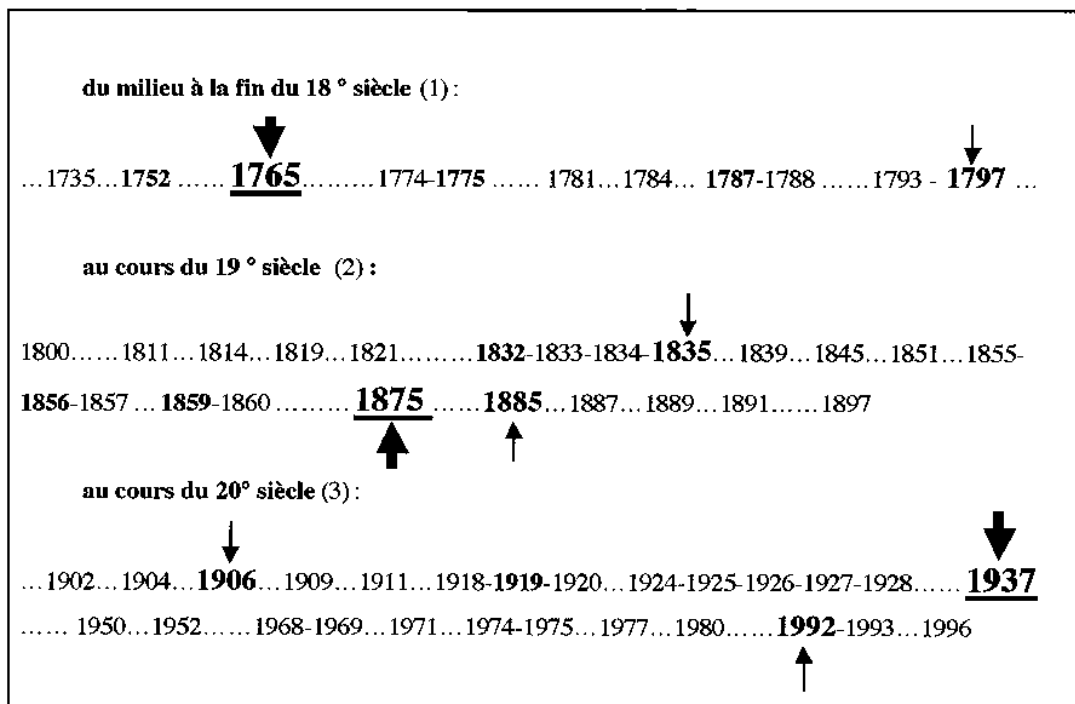 du milieu à la fin du 18 ° siècle (1) :
…1735…1752 …… 1765………1774-1775 …… 1781…1784… 1787-1788 ……1793 - 1797 …
au cours du 19 ° siècle (2) :
1800……1811…1814…1819…1821………1832-1833-1834-1835…1839…1845…1851…1855-
1856-1857 …1859-1860 ………1875 ……1885…1887…1889…1891……1897
au cours du 20° siècle (3) :
…1902…1904…1906…1909…1911…1918-1919-1920…1924-1925-1926-1927-1928……1937
…… 1950…1952……1968-1969…1971…1974-1975…1977…1980……1992-1993…1996